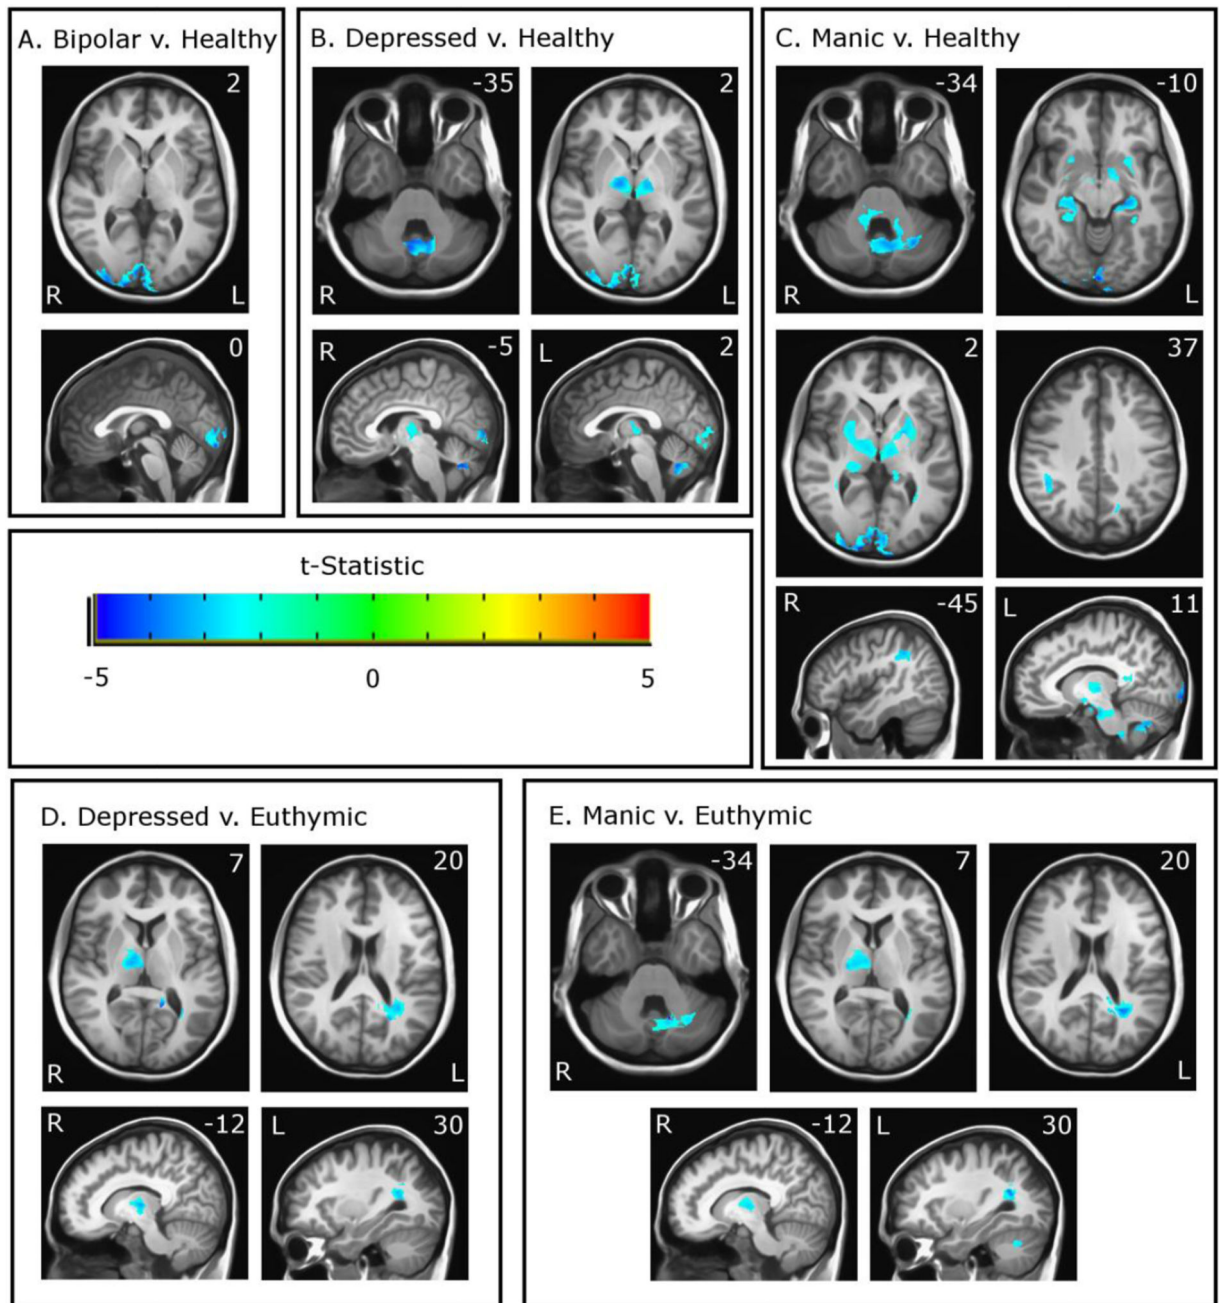 A. Bipolar v. Healthy
2
R L
0
B. Depressed v. Healthy
-35 2
R L
R -5 L 2
C. Manic v. Healthy
-34 -10
R L
2 37
R -45 L 11
t-Statistic
-5 0 5
D. Depressed v. Euthymic
7 20
R L
R -12 L 30
E. Manic v. Euthymic
-34 7 20
R L
R -12 L 30